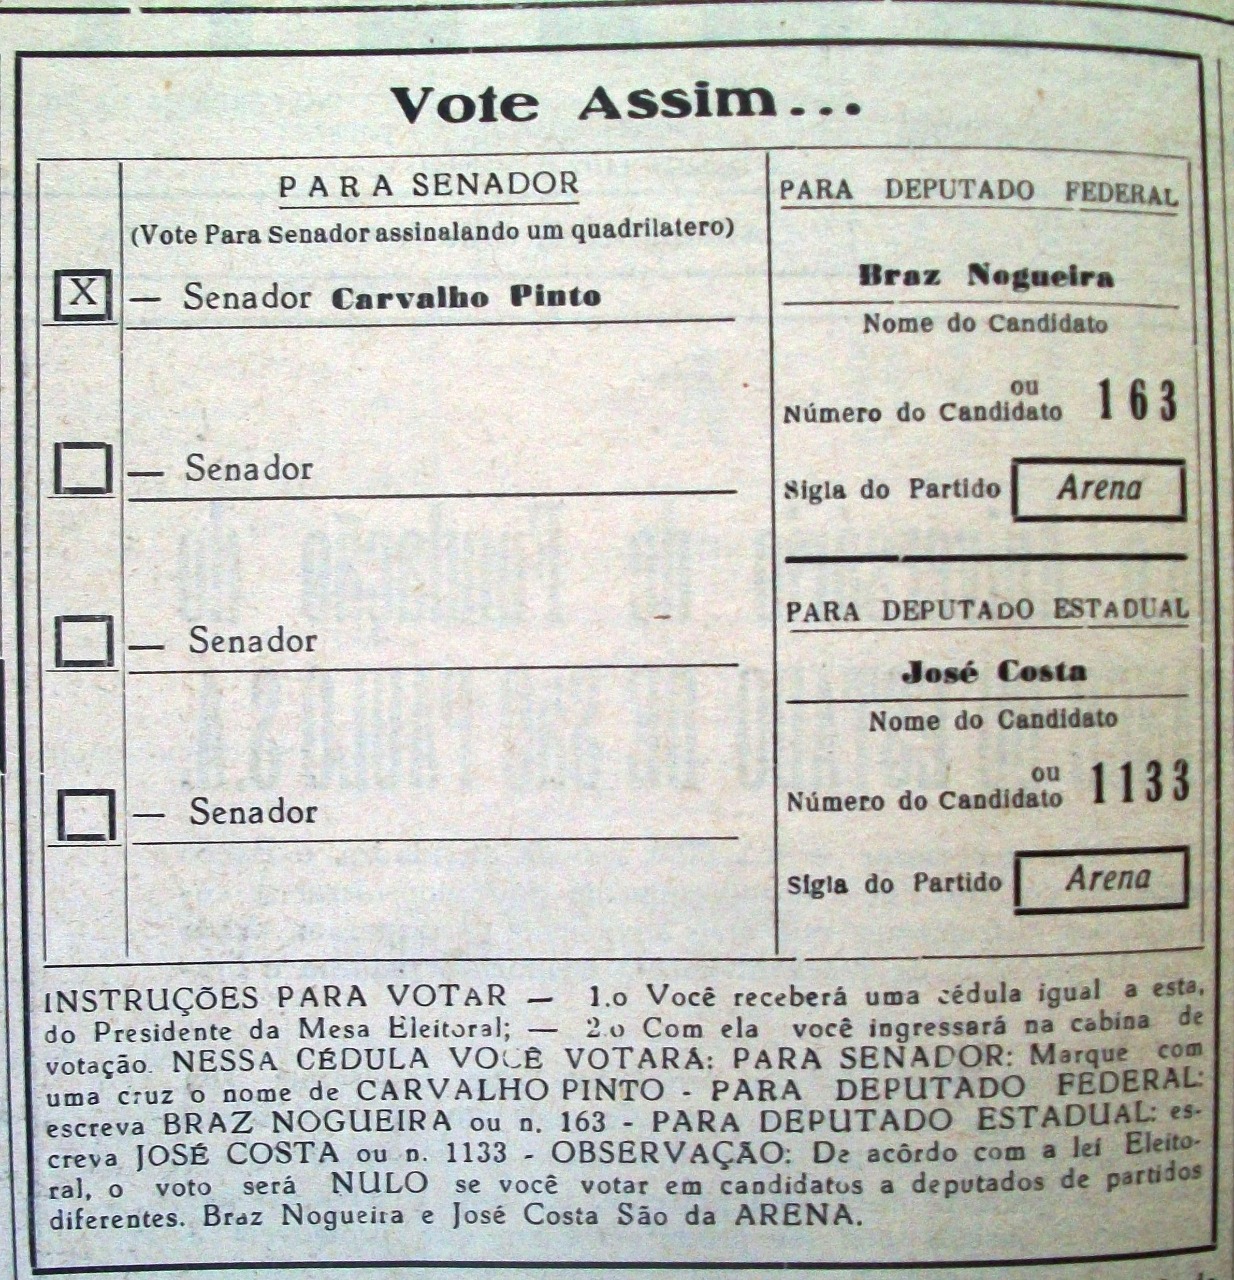 Vote Assim...
PARA SENADOR
(Vote Para Senador assinalando um quadrilatero)
X — Senador Carvalho Pinto
— Senador
— Senador
— Senador
PARA DEPUTADO FEDERAL
Braz Nogueira
Nome do Candidato
ou
Número do Candidato 163
Sigla do Partido Arena
PARA DEPUTADO ESTADUAL
José Costa
Nome do Candidato
ou
Número do Candidato 1133
Sigla do Partido Arena
INSTRUÇÕES PARA VOTAR — 1.o Você receberá uma cédula igual a esta,
do Presidente da Mesa Eleitoral; — 2.o Com ela você ingressará na cabina de
votação. NESSA CÉDULA VOCÊ VOTARÁ: PARA SENADOR: Marque com
uma cruz o nome de CARVALHO PINTO - PARA DEPUTADO FEDERAL:
escreva BRAZ NOGUEIRA ou n. 163 - PARA DEPUTADO ESTADUAL: es-
creva JOSÉ COSTA ou n. 1133 - OBSERVAÇÃO: De acôrdo com a lei Eleito-
ral, o voto será NULO se você votar em candidatos a deputados de partidos
diferentes. Braz Nogueira e José Costa São da ARENA.